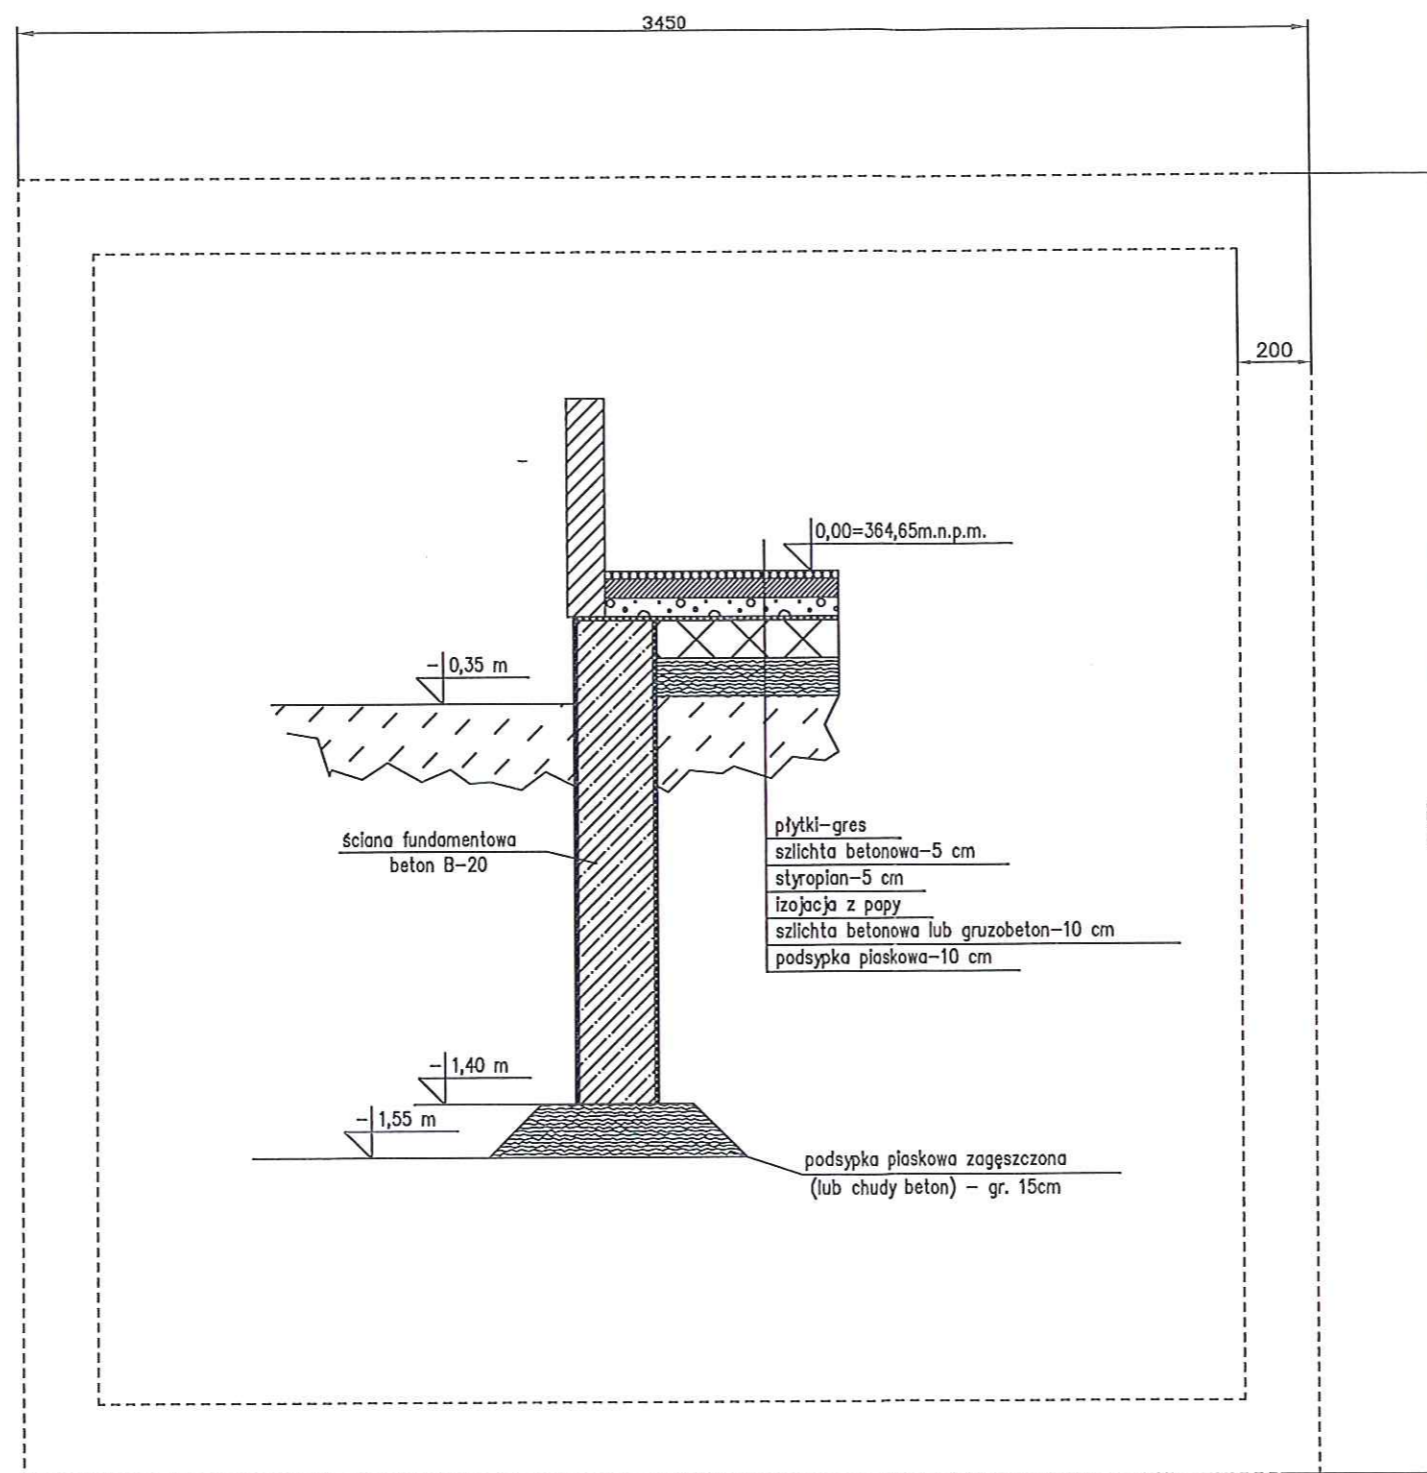 3450
200
0,00=364,65m.n.p.m.
-0,35 m
płytki-gres
szlichta betonowa-5 cm
styropian-5 cm
izojacja z papy
szlichta betonowa lub gruzobeton-10 cm
podsypka piaskowa-10 cm
ściana fundamentowa
beton B-20
-1,40 m
-1,55 m
podsypka piaskowa zagęszczona
(lub chudy beton) - gr. 15cm